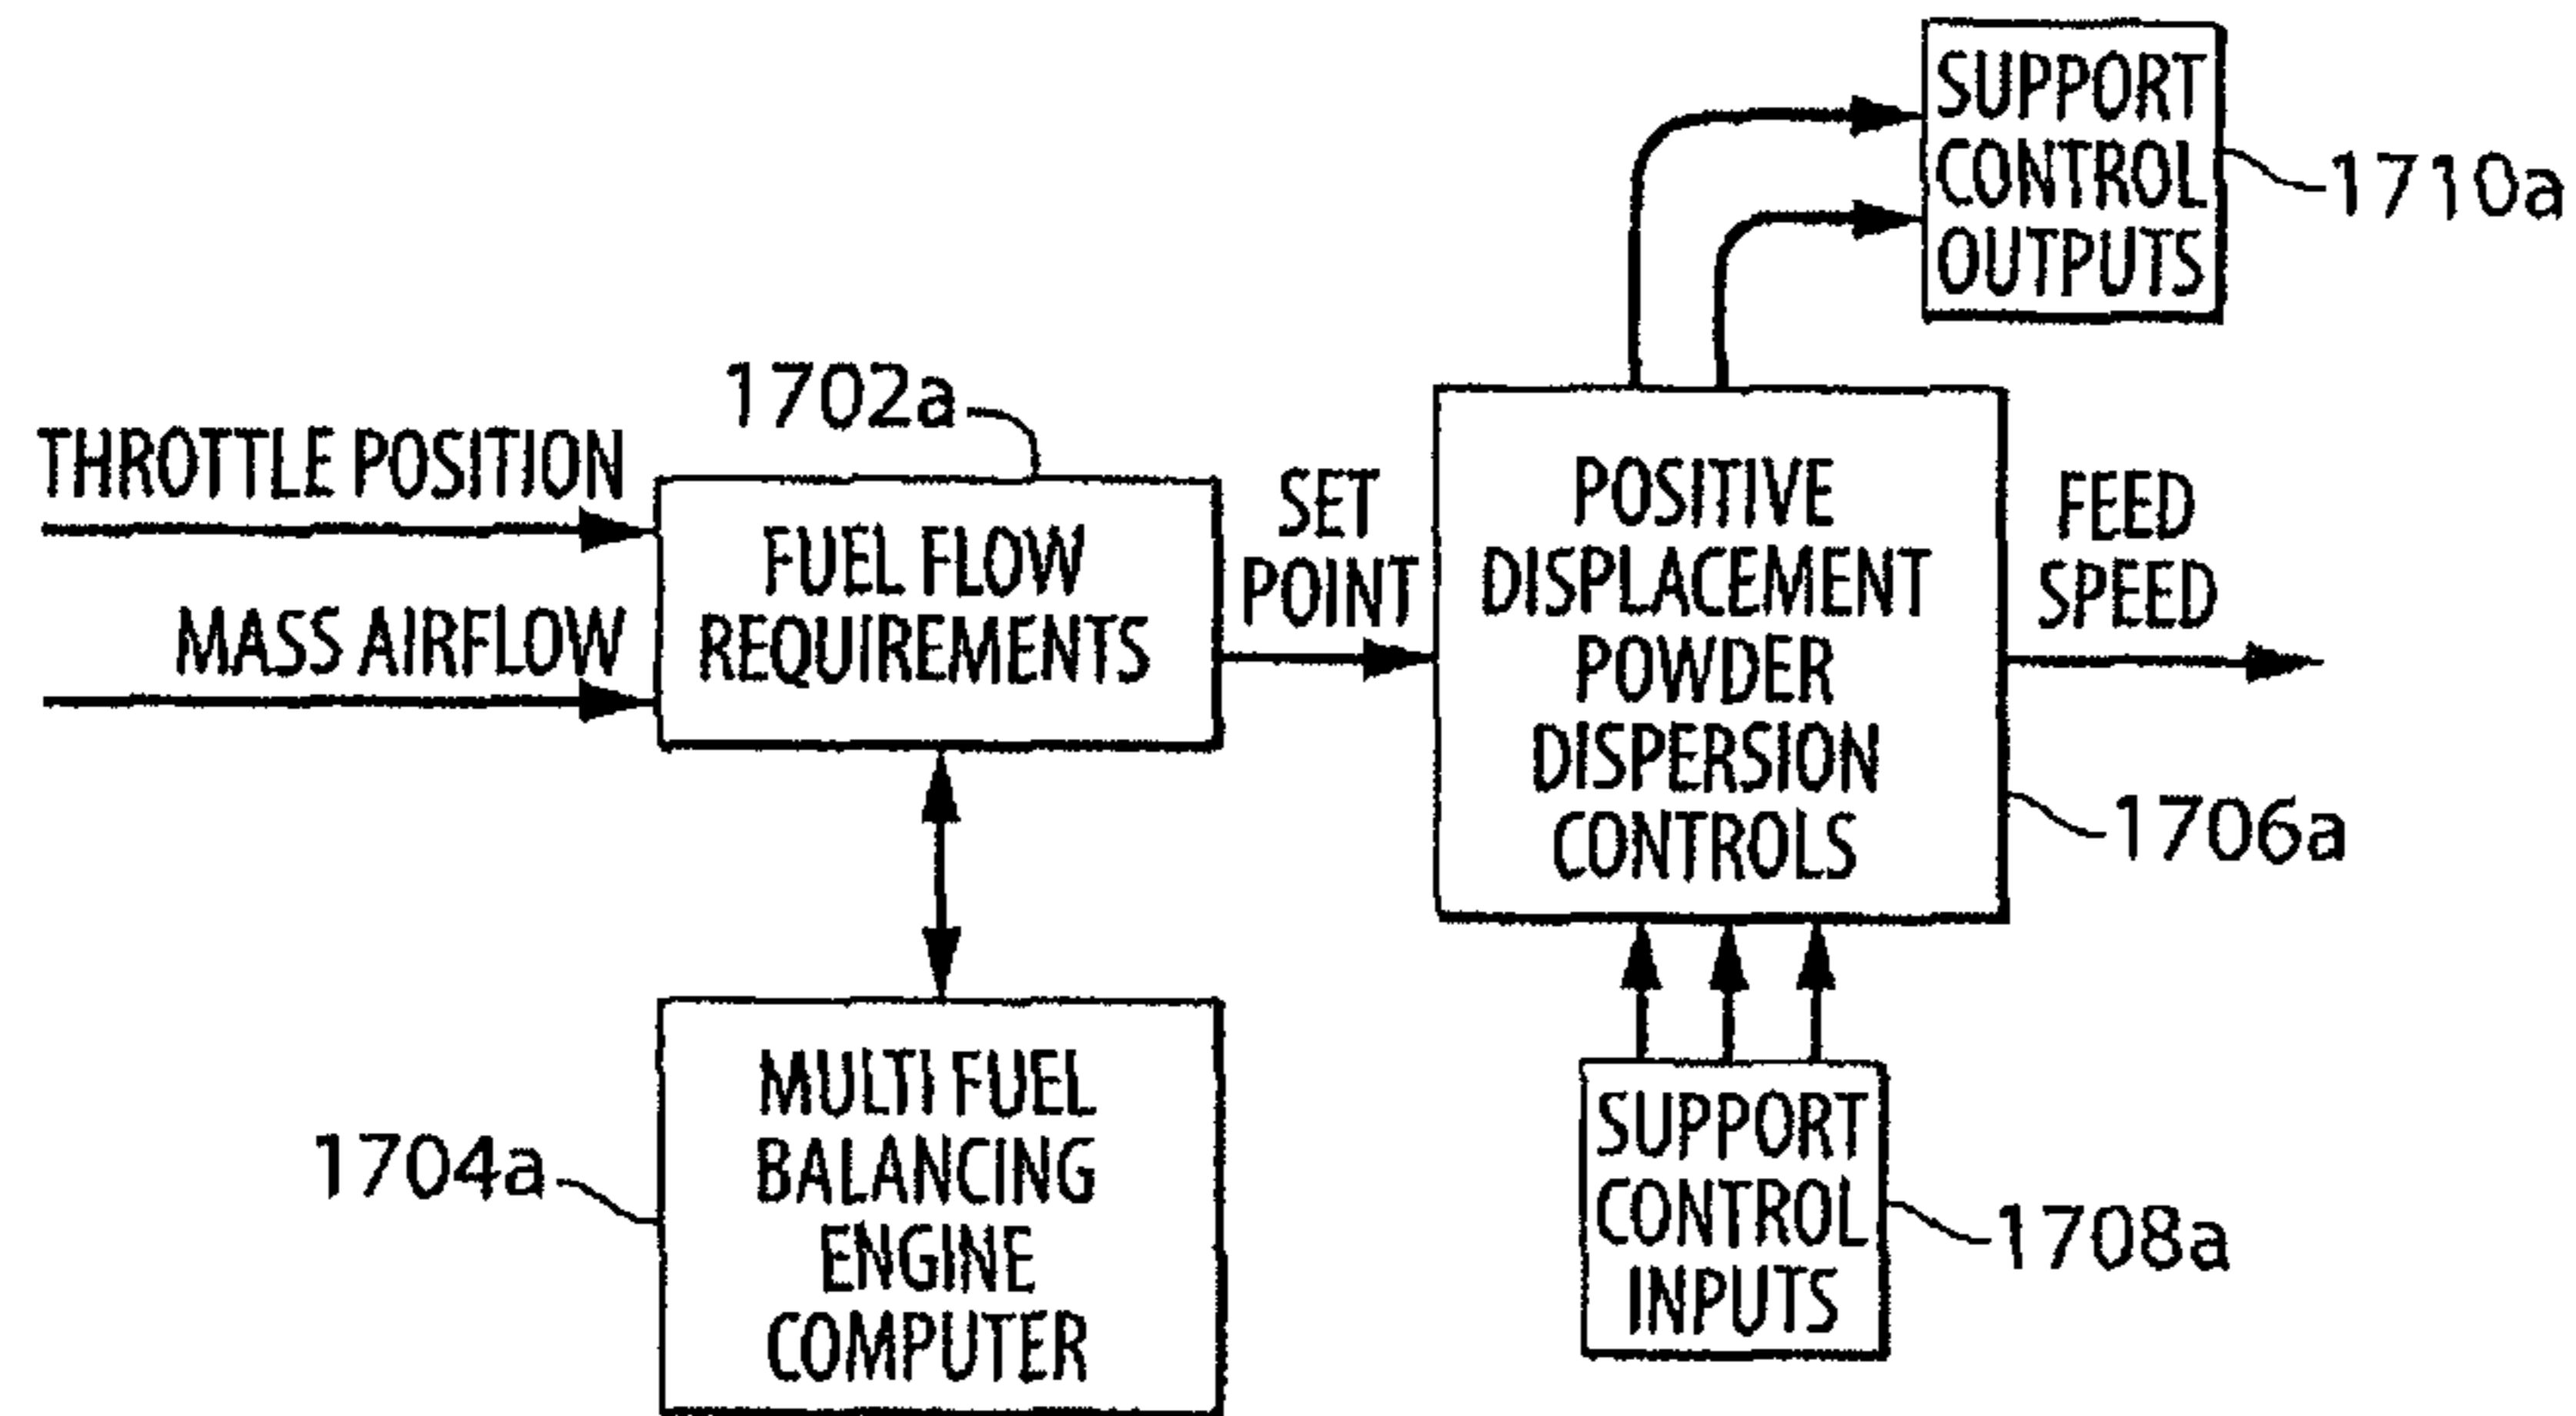 SUPPORT
CONTROL
OUTPUTS
1710a
1702a
THROTTLE POSITION
MASS AIRFLOW
FUEL FLOW
REQUIREMENTS
SET
POINT
POSITIVE
DISPLACEMENT
POWDER
DISPERSION
CONTROLS
FEED
SPEED
1706a
MULTI FUEL
BALANCING
ENGINE
COMPUTER
1704a
SUPPORT
CONTROL
INPUTS
1708a